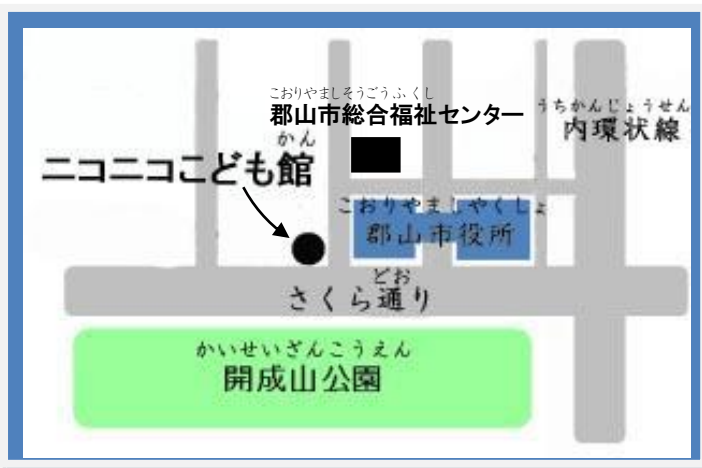 こおりやましそうごうふくし
郡山市総合福祉センター
うちかんじょうせん
内環状線
かん
ニコニコこども館
こおりやましやくしょ
郡山市役所
どお
さくら通り
かいせいざんこうえん
開成山公園